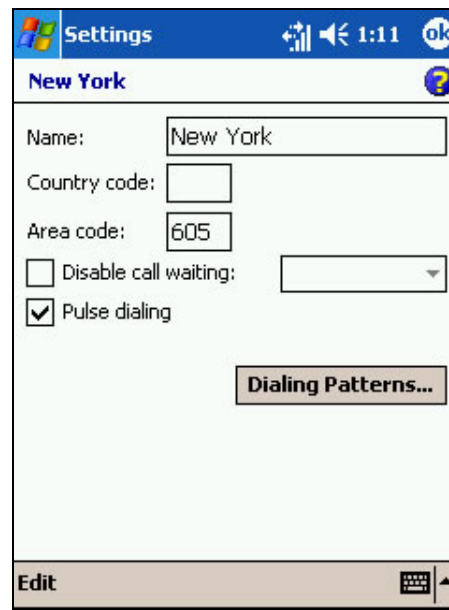 Settings 1:11 ok
New York ?
Name: New York
Country code:
Area code: 605
Disable call waiting:
Pulse dialing
Dialing Patterns...
Edit